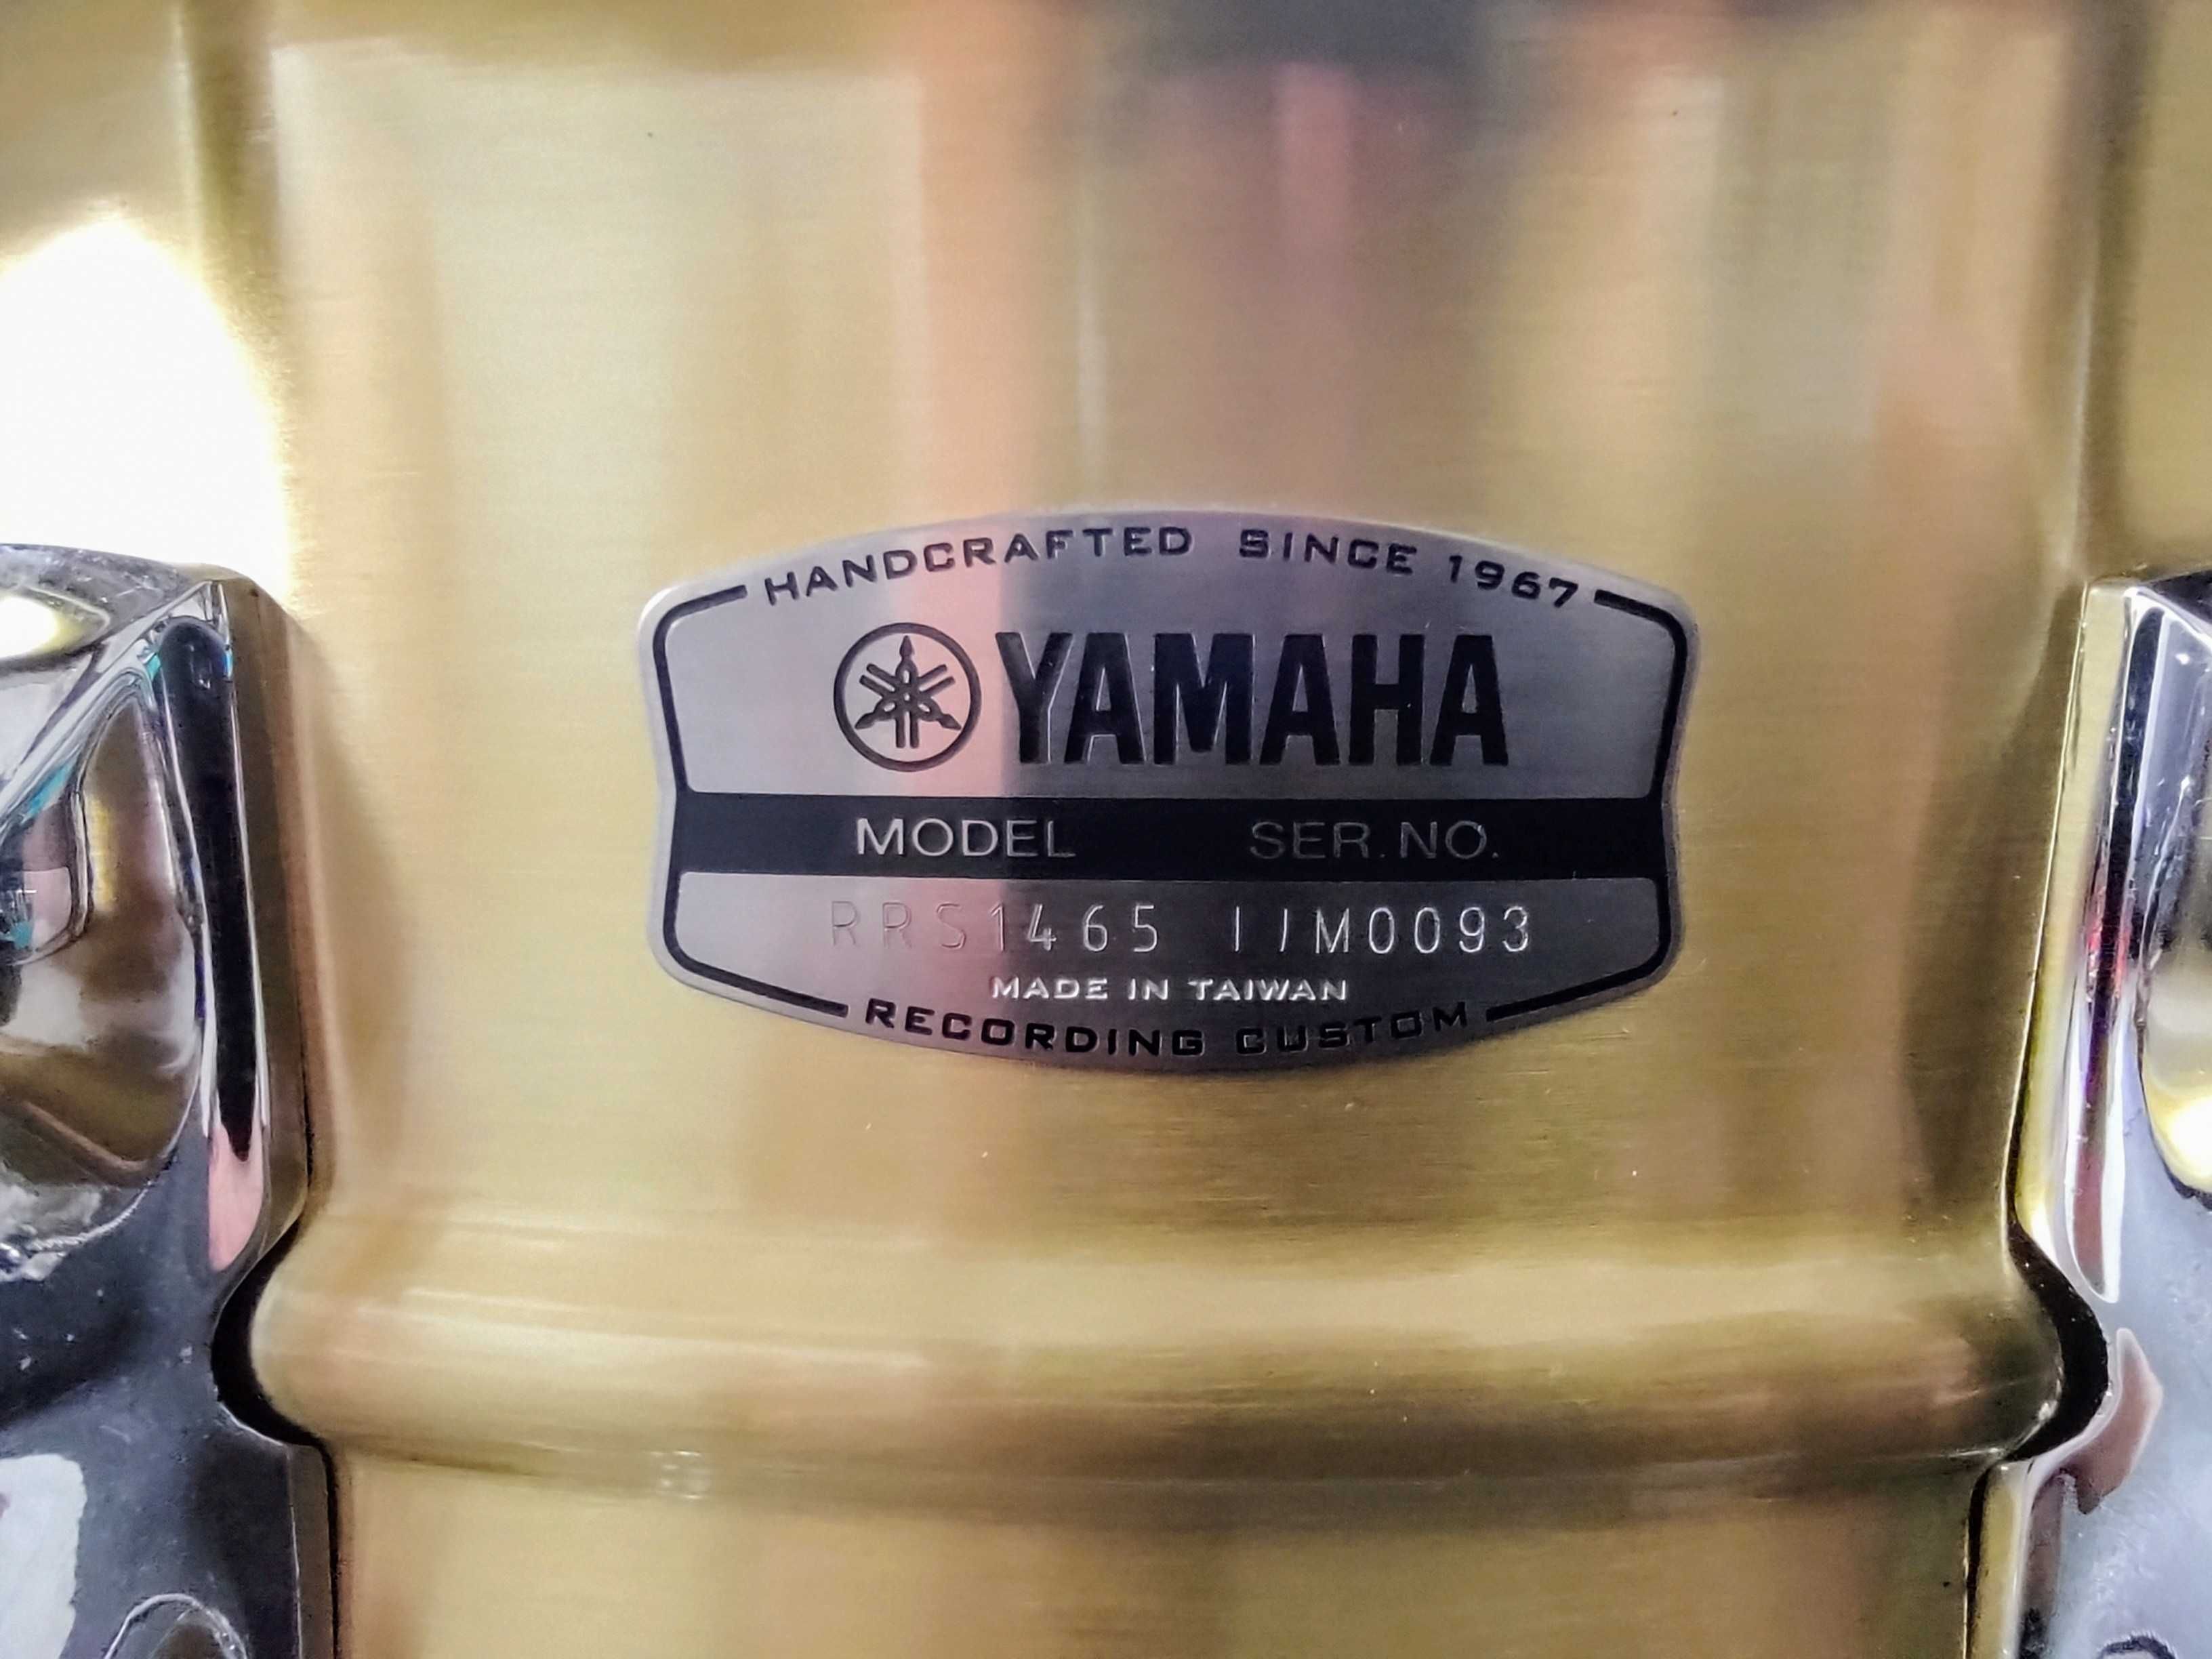 HANDCRAFTED SINCE 1967
YAMAHA
MODEL SER.NO.
RRS1465 IIM0093
MADE IN TAIWAN
RECORDING CUSTOM